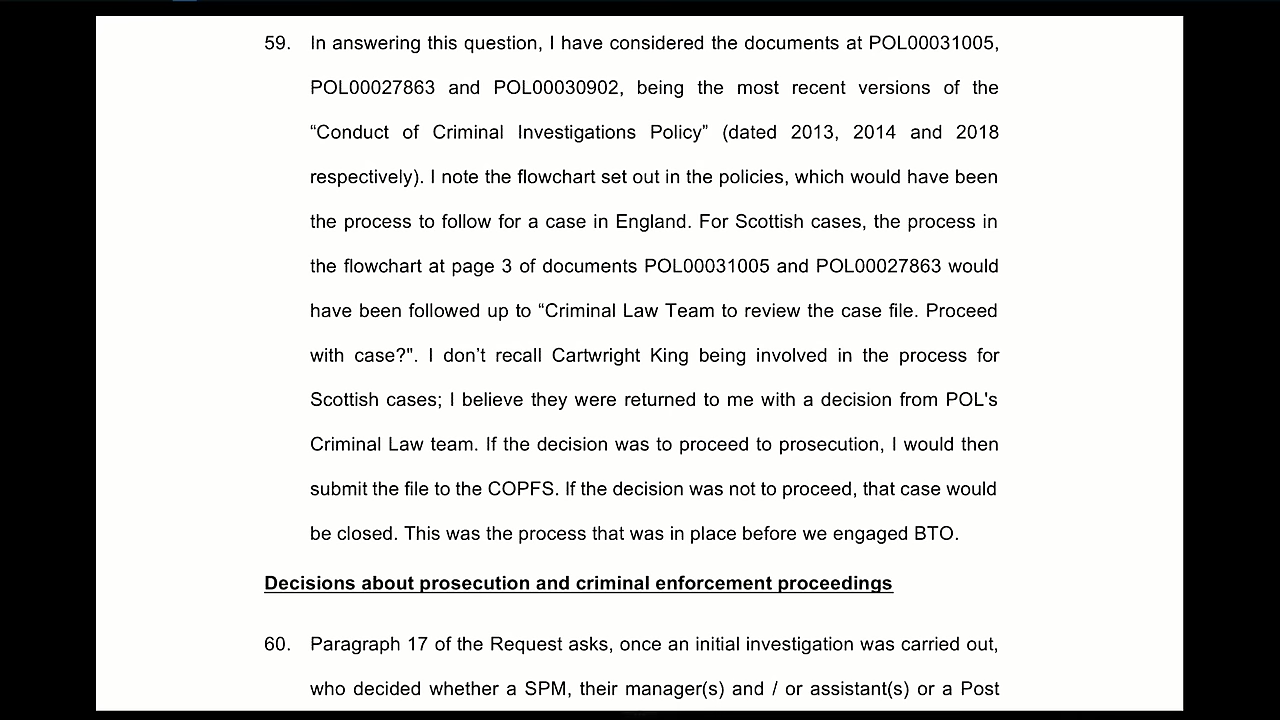 59. In answering this question, I have considered the documents at POL00031005,
POL00027863 and POL00030902, being the most recent versions of the
“Conduct of Criminal Investigations Policy” (dated 2013, 2014 and 2018
respectively). I note the flowchart set out in the policies, which would have been
the process to follow for a case in England. For Scottish cases, the process in
the flowchart at page 3 of documents POL00031005 and POL00027863 would
have been followed up to “Criminal Law Team to review the case file. Proceed
with case?". I don’t recall Cartwright King being involved in the process for
Scottish cases; I believe they were returned to me with a decision from POL's
Criminal Law team. If the decision was to proceed to prosecution, I would then
submit the file to the COPFS. If the decision was not to proceed, that case would
be closed. This was the process that was in place before we engaged BTO.
Decisions about prosecution and criminal enforcement proceedings
60. Paragraph 17 of the Request asks, once an initial investigation was carried out,
who decided whether a SPM, their manager(s) and / or assistant(s) or a Post